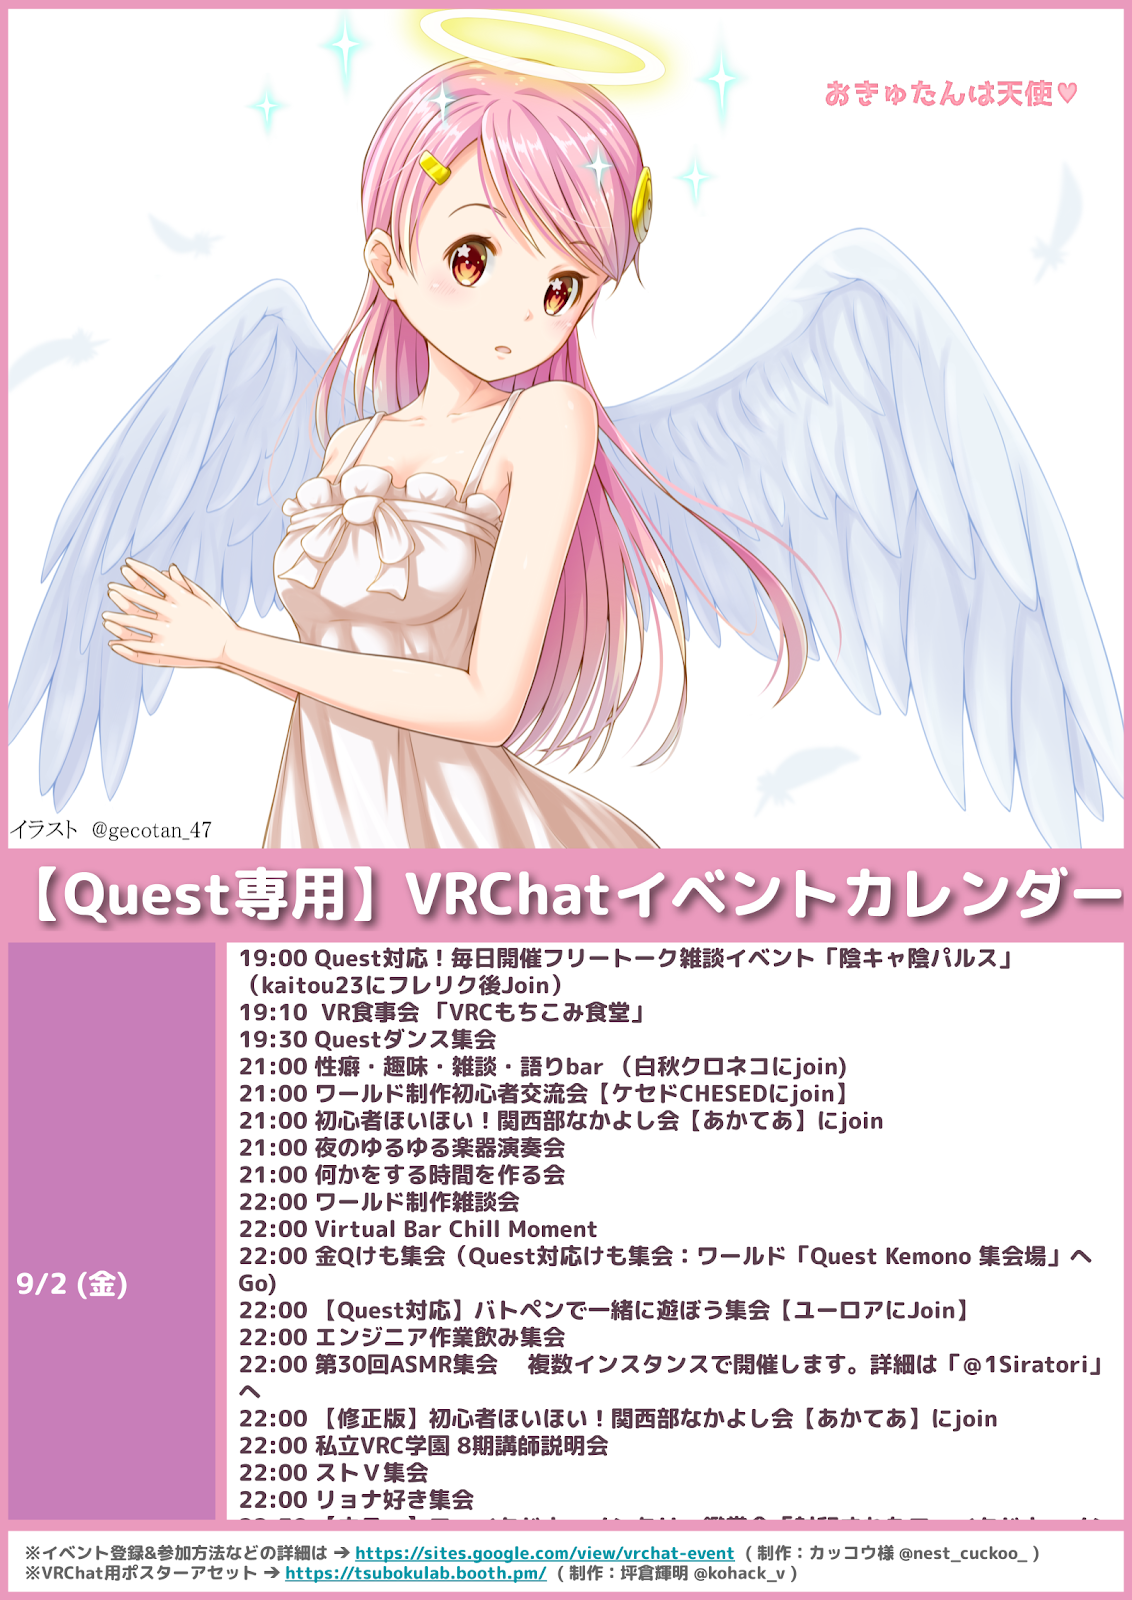 おきゅたんは天使♥
イラスト @gecotan_47
【Quest専用】VRChatイベントカレンダー
9/2 (金)
19:00 Quest対応！毎日開催フリートーク雑談イベント「陰キャ陰パルス」
（kaitou23にフレリク後Join）
19:10 VR食事会 「VRCもちこみ食堂」
19:30 Questダンス集会
21:00 性癖・趣味・雑談・語りbar （白秋クロネコにjoin)
21:00 ワールド制作初心者交流会【ケセドCHESEDにjoin】
21:00 初心者ほいほい！関西部なかよし会【あかてあ】にjoin
21:00 夜のゆるゆる楽器演奏会
21:00 何かをする時間を作る会
22:00 ワールド制作雑談会
22:00 Virtual Bar Chill Moment
22:00 金Qけも集会（Quest対応けも集会：ワールド「Quest Kemono 集会場」へ
Go)
22:00 【Quest対応】バトペンで一緒に遊ぼう集会【ユーロアにJoin】
22:00 エンジニア作業飲み集会
22:00 第30回ASMR集会　複数インスタンスで開催します。詳細は「@1Siratori」
へ
22:00 【修正版】初心者ほいほい！関西部なかよし会【あかてあ】にjoin
22:00 私立VRC学園 8期講師説明会
22:00 ストＶ集会
22:00 リョナ好き集会
※イベント登録&参加方法などの詳細は ➔ https://sites.google.com/view/vrchat-event ( 制作：カッコウ様 @nest_cuckoo_ )
※VRChat用ポスターアセット ➔ https://tsubokulab.booth.pm/ ( 制作：坪倉輝明 @kohack_v )